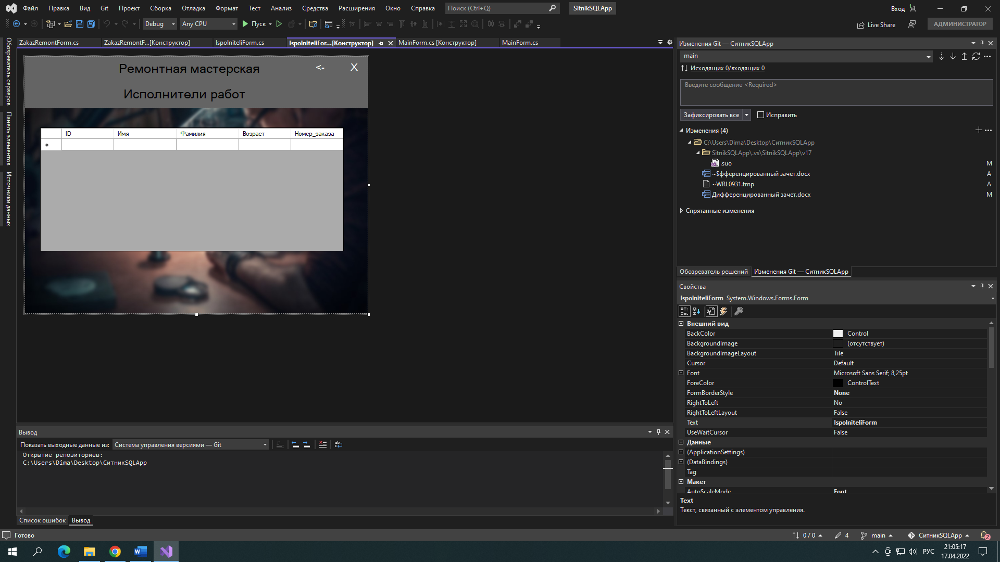 Файл Правка Вид Git Проект Сборка Отладка Формат Тест Анализ Средства Расширения Окно Справка Поиск (Ctrl+Q) SitnikSQLApp Вход
Debug Any CPU Пуск Live Share АДМИНИСТРАТОР
ZakazRemontForm.cs ZakazRemontF...[Конструктор] IspolniteliForm.cs IspolniteliFor...[Конструктор] MainForm.cs [Конструктор] MainForm.cs
Обозреватель серверов
Панель элементов
Источники данных
Ремонтная мастерская <- X
Исполнители работ
ID Имя Фамилия Возраст Номер_заказа
Вывод
Показать выходные данные из: Система управления версиями — Git
Открытие репозиториев:
C:\Users\Dima\Desktop\СитникSQLApp
Список ошибок Вывод
Изменения Git — СитникSQLApp
main
Исходящих 0/входящих 0
Введите сообщение <Required>
Зафиксировать все Исправить
Изменения (4)
C:\Users\Dima\Desktop\СитникSQLApp
SitnikSQLApp\.vs\SitnikSQLApp\v17
.suo M
~$фференцированный зачет.docx A
~WRL0931.tmp A
Дифференцированный зачет.docx M
Спрятанные изменения
Обозреватель решений Изменения Git — СитникSQLApp
Свойства
IspolniteliForm System.Windows.Forms.Form
Внешний вид
BackColor Control
BackgroundImage (отсутствует)
BackgroundImageLayout Tile
Cursor Default
Font Microsoft Sans Serif; 8,25pt
ForeColor ControlText
FormBorderStyle None
RightToLeft No
RightToLeftLayout False
Text IspolniteliForm
UseWaitCursor False
Данные
(ApplicationSettings)
(DataBindings)
Tag
Макет
AutoScaleMode Font
Text
Текст, связанный с элементом управления.
Готово 0 / 0 4 main СитникSQLApp 2
РУС 21:05:17
17.04.2022